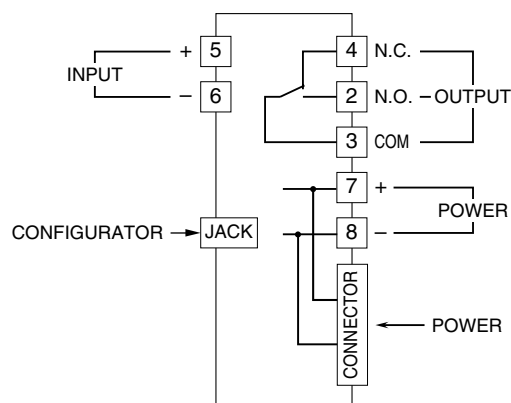 + 5
INPUT
– 6
4 N.C.
2 N.O. OUTPUT
3 COM
7 +
POWER
8 –
CONFIGURATOR JACK
CONNECTOR
POWER